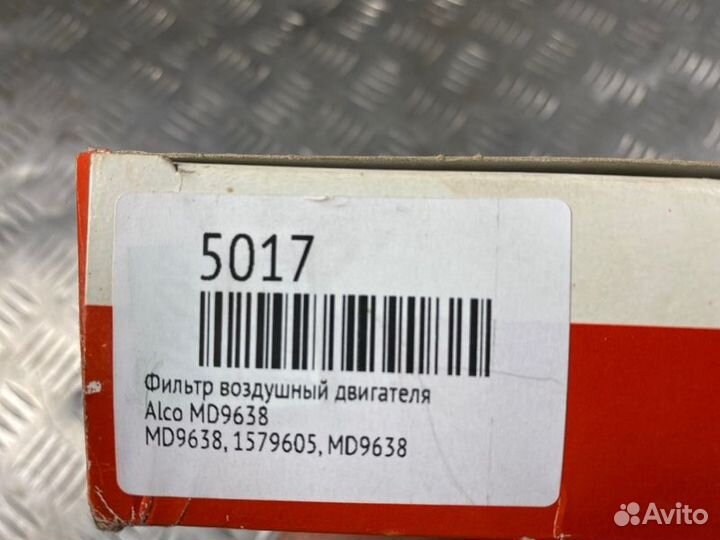 5017
Фильтр воздушный двигателя
Alco MD9638
MD9638, 1579605, MD9638
Avito